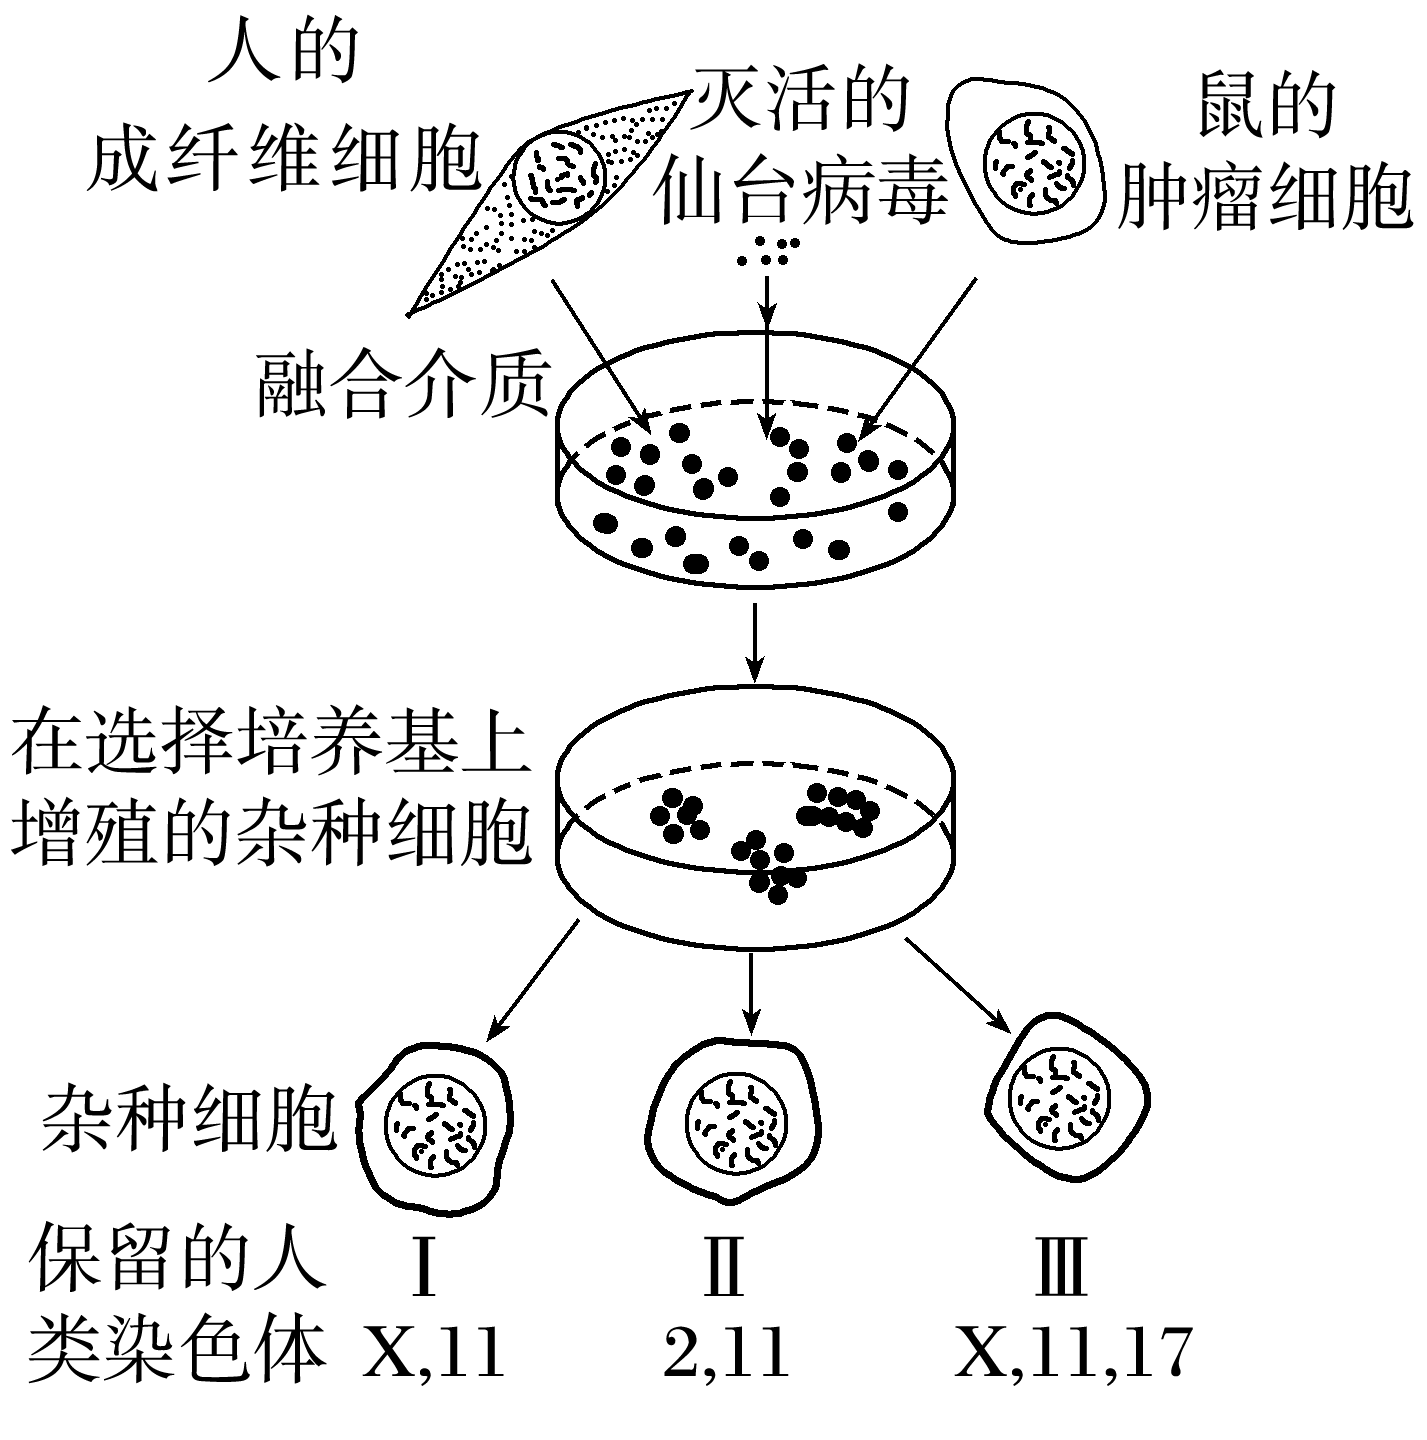 人的
成纤维细胞
灭活的
仙台病毒
鼠的
肿瘤细胞
融合介质
在选择培养基上
增殖的杂种细胞
杂种细胞
保留的人 Ⅰ Ⅱ Ⅲ
类染色体 X,11 2,11 X,11,17